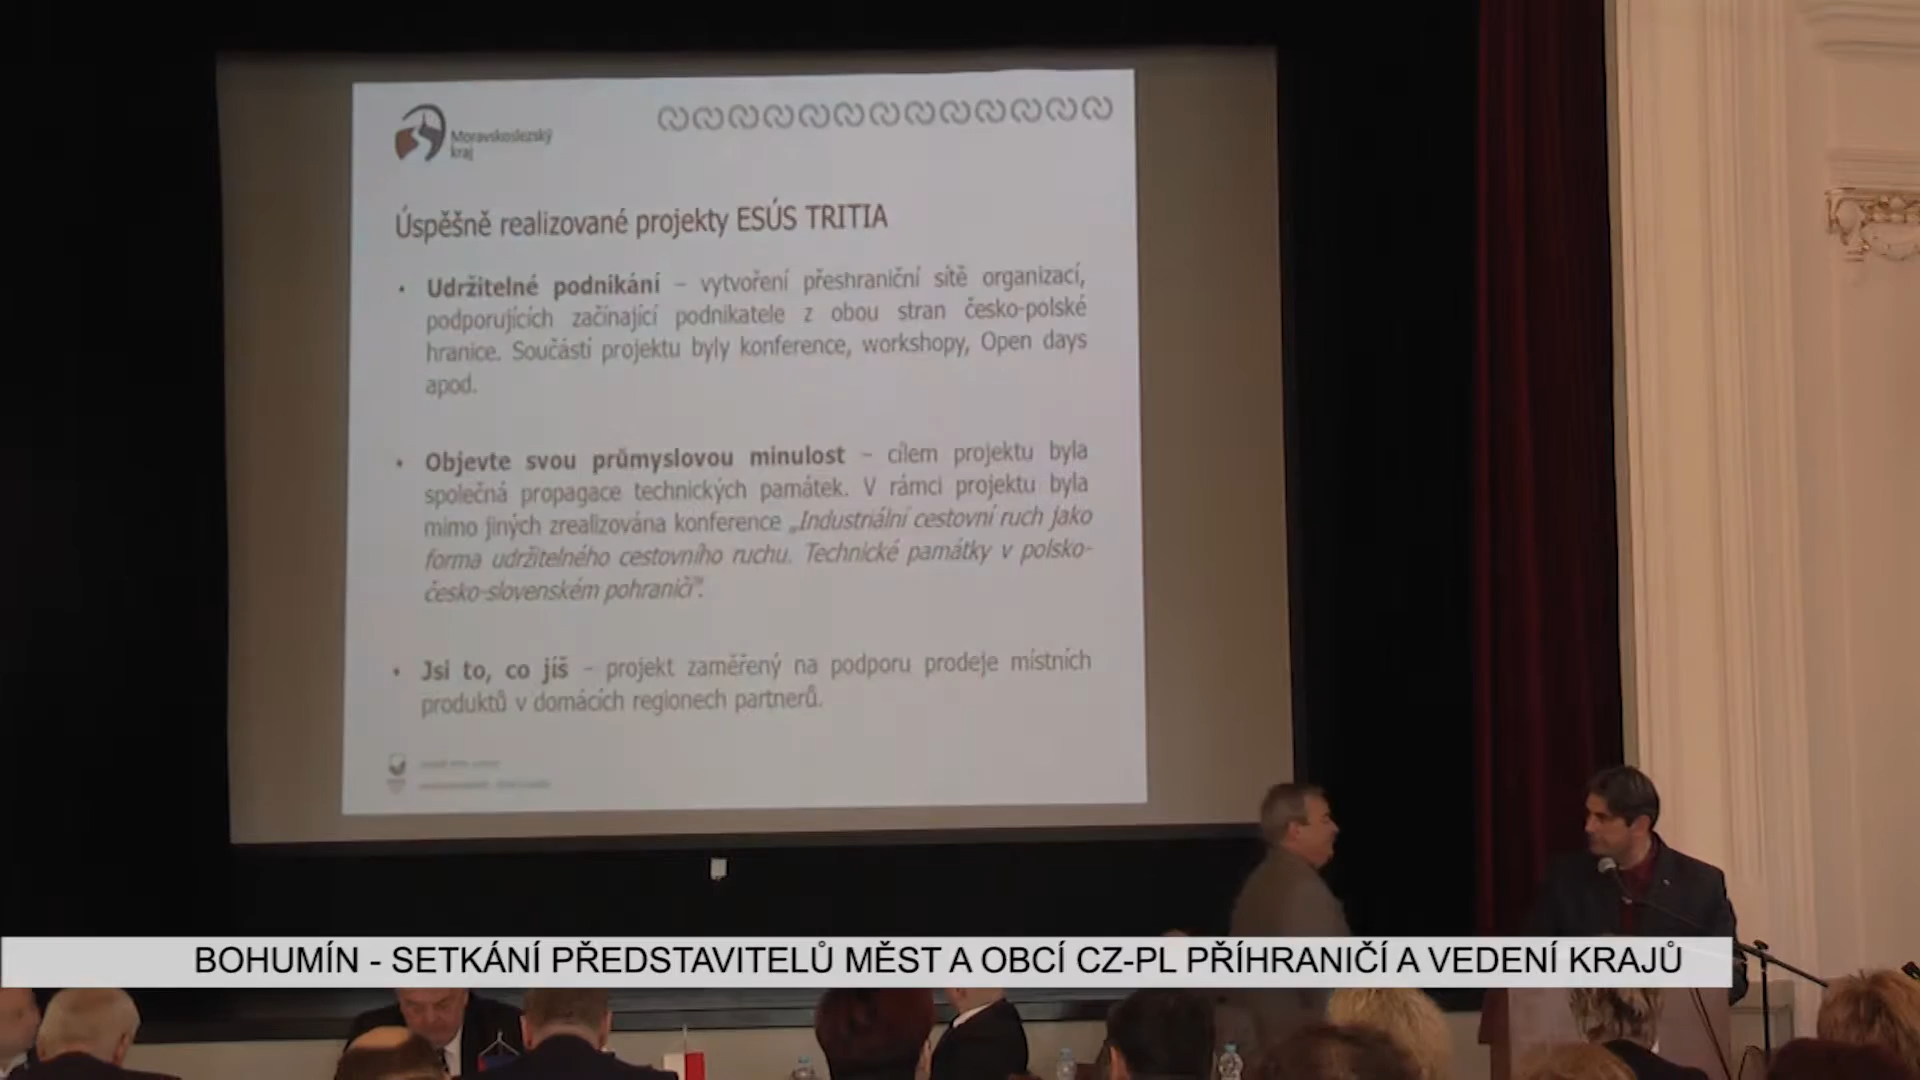 Moravskoslezský
kraj
Úspěšně realizované projekty ESÚS TRITIA
• Udržitelné podnikání – vytvoření přeshraniční sítě organizací,
podporujících začínající podnikatele z obou stran česko-polské
hranice. Součástí projektu byly konference, workshopy, Open days
apod.
• Objevte svou průmyslovou minulost – cílem projektu byla
společná propagace technických památek. V rámci projektu byla
mimo jiných zrealizována konference „Industriální cestovní ruch jako
forma udržitelného cestovního ruchu. Technické památky v polsko-
česko-slovenském pohraničí“.
• Jsi to, co jíš – projekt zaměřený na podporu prodeje místních
produktů v domácích regionech partnerů.
BOHUMÍN - SETKÁNÍ PŘEDSTAVITELŮ MĚST A OBCÍ CZ-PL PŘÍHRANIČÍ A VEDENÍ KRAJŮ